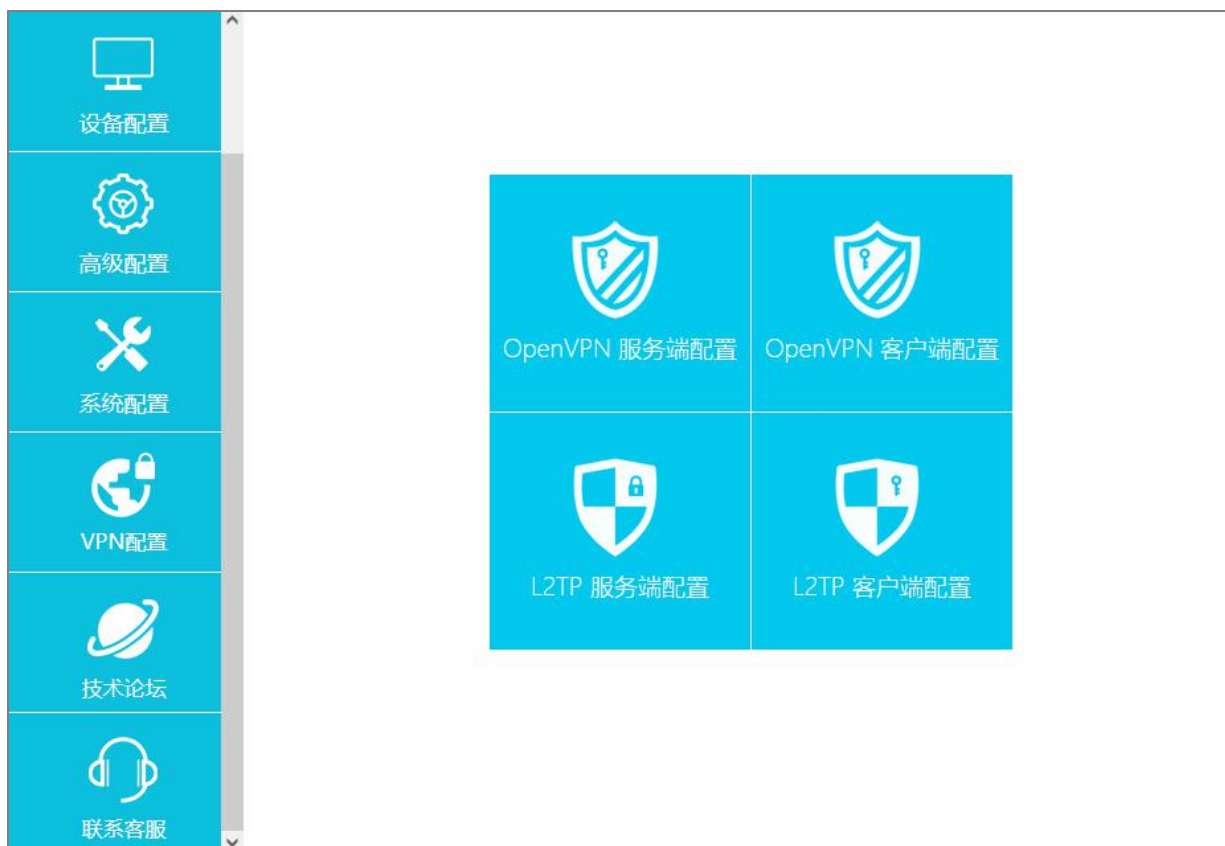 设备配置
高级配置
系统配置
VPN配置
技术论坛
联系客服
OpenVPN 服务端配置
OpenVPN 客户端配置
L2TP 服务端配置
L2TP 客户端配置